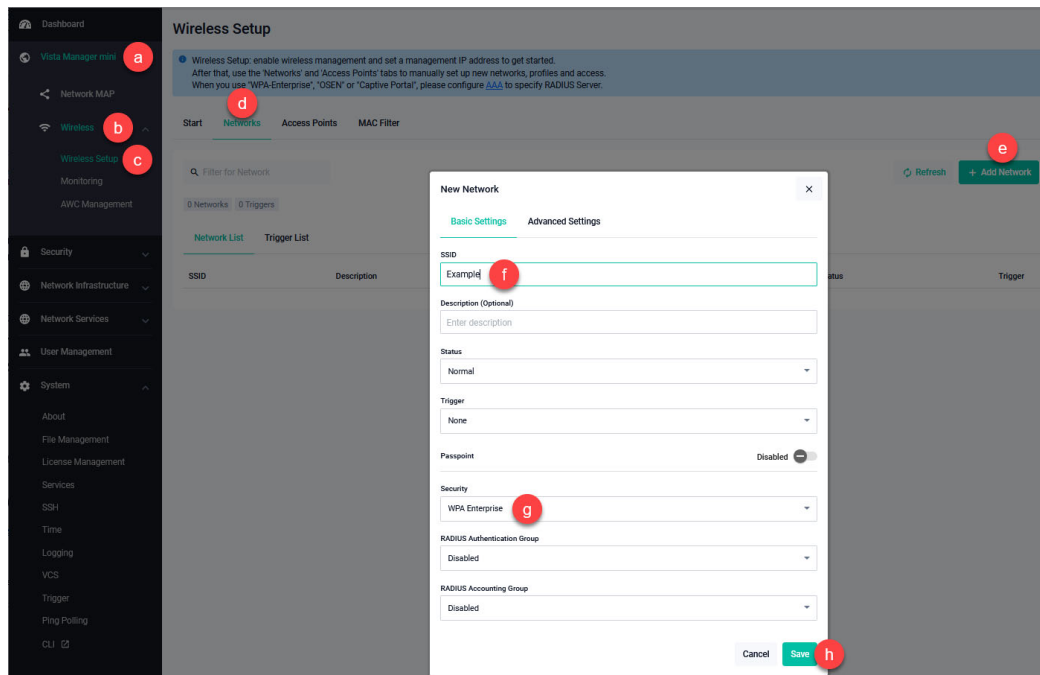 Dashboard
Vista Manager mini
a
Network MAP
Wireless
b
Wireless Setup
c
Monitoring
AWC Management
Security
Network Infrastructure
Network Services
User Management
System
About
File Management
License Management
Services
SSH
Time
Logging
VCS
Trigger
Ping Polling
CLI
Wireless Setup
Wireless Setup: enable wireless management and set a management IP address to get started.
After that, use the 'Networks' and 'Access Points' tabs to manually set up new networks, profiles and access.
When you use "WPA-Enterprise", "OSEN" or "Captive Portal", please configure AAA to specify RADIUS Server.
d
Start Networks Access Points MAC Filter
e
Filter for Network
Refresh + Add Network
0 Networks 0 Triggers
Network List Trigger List
SSID Description atus Trigger
New Network
Basic Settings Advanced Settings
SSID
Example f
Description (Optional)
Enter description
Status
Normal
Trigger
None
Passpoint Disabled
Security
WPA Enterprise g
RADIUS Authentication Group
Disabled
RADIUS Accounting Group
Disabled
Cancel Save h